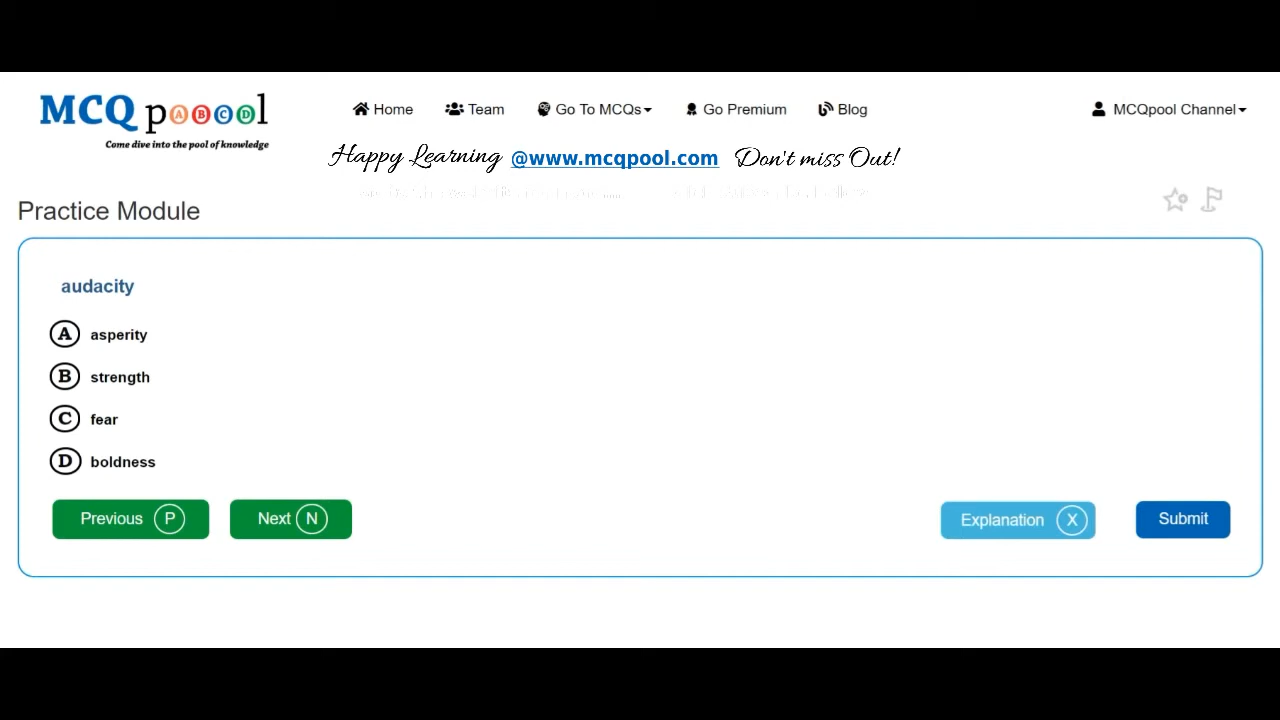 MCQ pooool
Come dive into the pool of knowledge
Home Team Go To MCQs Go Premium Blog MCQpool Channel
Happy Learning @www.mcqpool.com Don't miss Out!
Practice Module
audacity
A asperity
B strength
C fear
D boldness
Previous P Next N Explanation X Submit